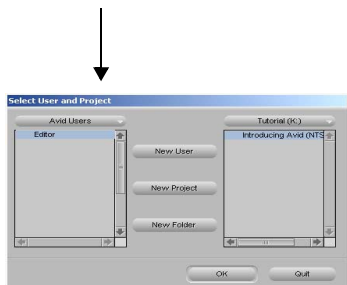 Select User and Project
Avid Users
Tutorial (K:)
Editor
Introducing Avid (NTS
New User
New Project
New Folder
OK
Quit